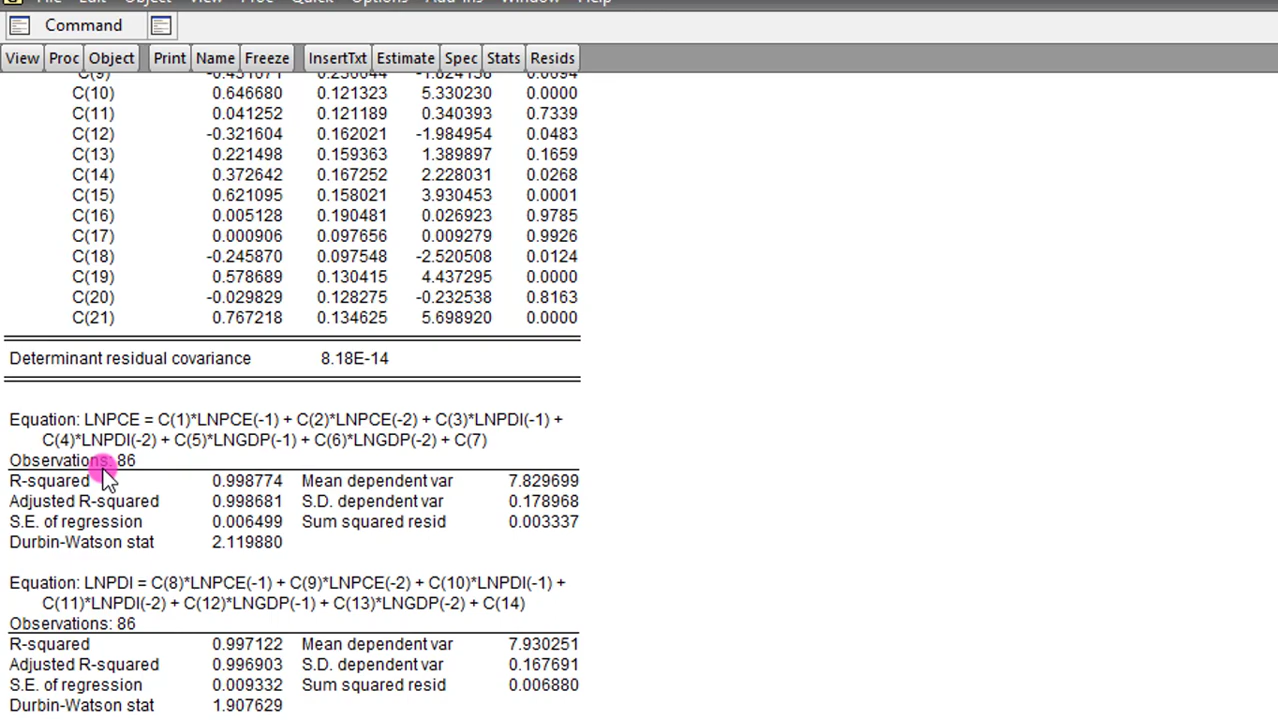 File Edit Object View Proc Quick Options Add-ins Window Help
Command
View Proc Object Print Name Freeze InsertTxt Estimate Spec Stats Resids
C(9)
C(10) 0.646680 0.121323 5.330230 0.0000
C(11) 0.041252 0.121189 0.340393 0.7339
C(12) -0.321604 0.162021 -1.984954 0.0483
C(13) 0.221498 0.159363 1.389897 0.1659
C(14) 0.372642 0.167252 2.228031 0.0268
C(15) 0.621095 0.158021 3.930453 0.0001
C(16) 0.005128 0.190481 0.026923 0.9785
C(17) 0.000906 0.097656 0.009279 0.9926
C(18) -0.245870 0.097548 -2.520508 0.0124
C(19) 0.578689 0.130415 4.437295 0.0000
C(20) -0.029829 0.128275 -0.232538 0.8163
C(21) 0.767218 0.134625 5.698920 0.0000
Determinant residual covariance 8.18E-14
Equation: LNPCE = C(1)*LNPCE(-1) + C(2)*LNPCE(-2) + C(3)*LNPDI(-1) +
C(4)*LNPDI(-2) + C(5)*LNGDP(-1) + C(6)*LNGDP(-2) + C(7)
Observations: 86
R-squared 0.998774 Mean dependent var 7.829699
Adjusted R-squared 0.998681 S.D. dependent var 0.178968
S.E. of regression 0.006499 Sum squared resid 0.003337
Durbin-Watson stat 2.119880
Equation: LNPDI = C(8)*LNPCE(-1) + C(9)*LNPCE(-2) + C(10)*LNPDI(-1) +
C(11)*LNPDI(-2) + C(12)*LNGDP(-1) + C(13)*LNGDP(-2) + C(14)
Observations: 86
R-squared 0.997122 Mean dependent var 7.930251
Adjusted R-squared 0.996903 S.D. dependent var 0.167691
S.E. of regression 0.009332 Sum squared resid 0.006880
Durbin-Watson stat 1.907629